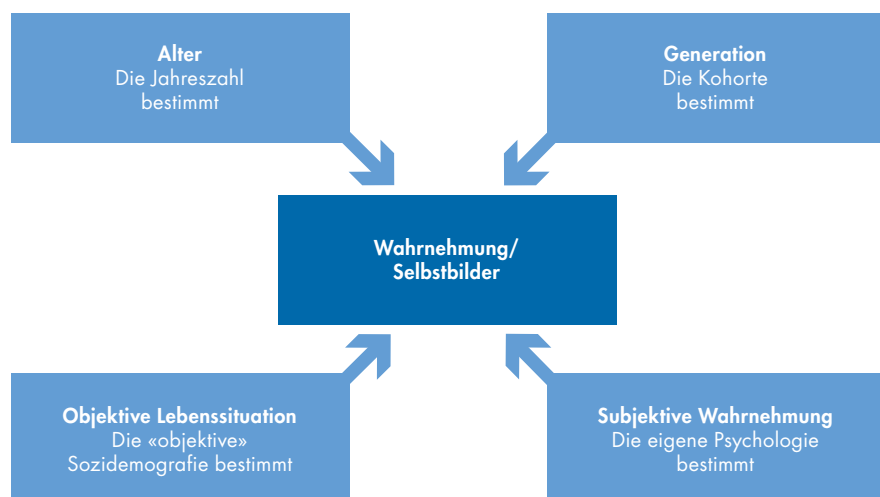 Alter
Die Jahreszahl
bestimmt
Generation
Die Kohorte
bestimmt
Wahrnehmung/
Selbstbilder
Objektive Lebenssituation
Die «objektive»
Sozidemografie bestimmt
Subjektive Wahrnehmung
Die eigene Psychologie
bestimmt